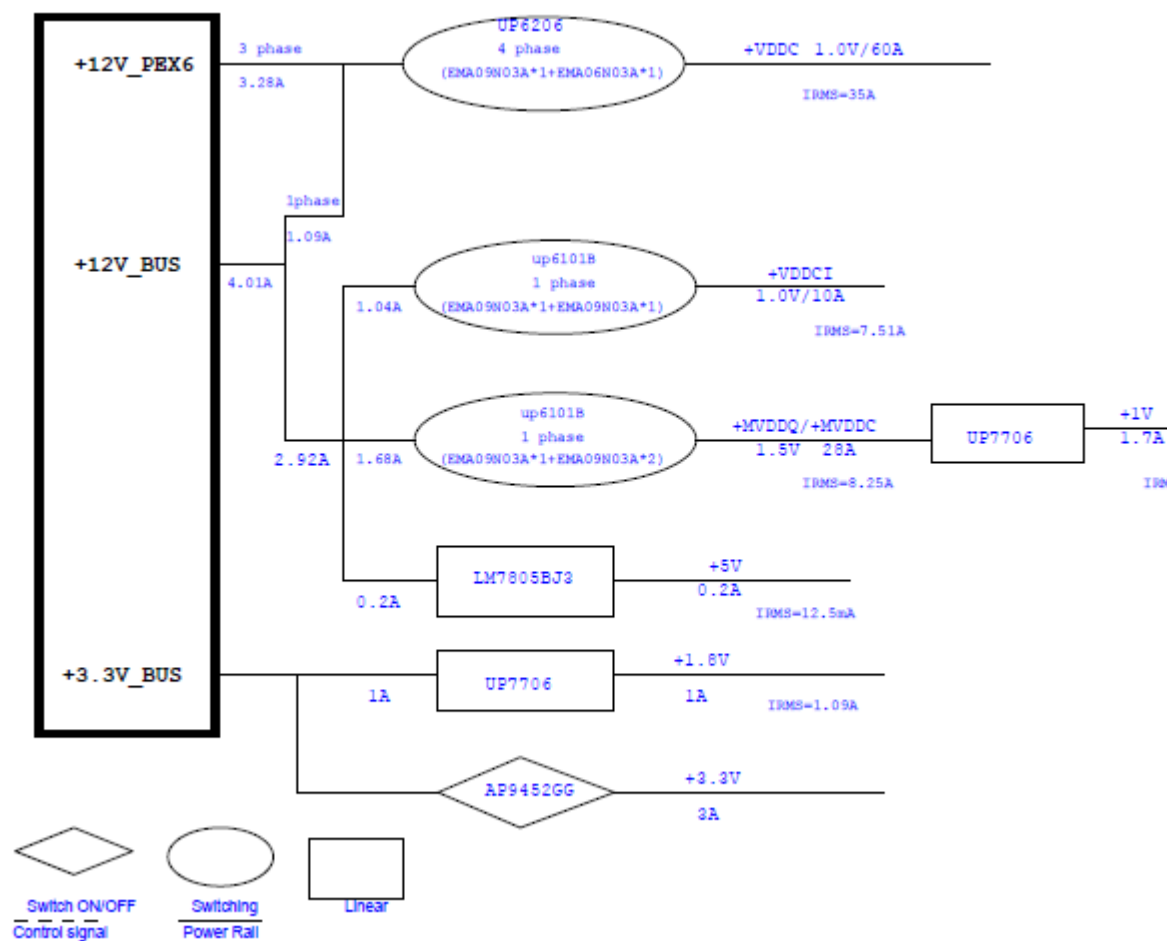 UP6206
+12V_PEX6
3 phase
3.28A
4 phase
(EMA09N03A*1+EMA06N03A*1)
+VDDC 1.0V/60A
IRMS=35A
1phase
1.09A
+12V_BUS
4.01A
up6101B
1 phase
(EMA09N03A*1+EMA09N03A*1)
1.04A
+VDDCI
1.0V/10A
IRMS=7.51A
up6101B
1 phase
(EMA09N03A*1+EMA09N03A*2)
2.92A
1.68A
+MVDDQ/+MVDDC
1.5V 28A
IRMS=8.25A
UP7706
+1V
1.7A
IRM
LM7805BJ3
0.2A
+5V
0.2A
IRMS=12.5mA
+3.3V_BUS
1A
UP7706
+1.8V
1A
IRMS=1.09A
AP9452GG
+3.3V
3A
Switch ON/OFF
Switching
Linear
Control signal
Power Rail